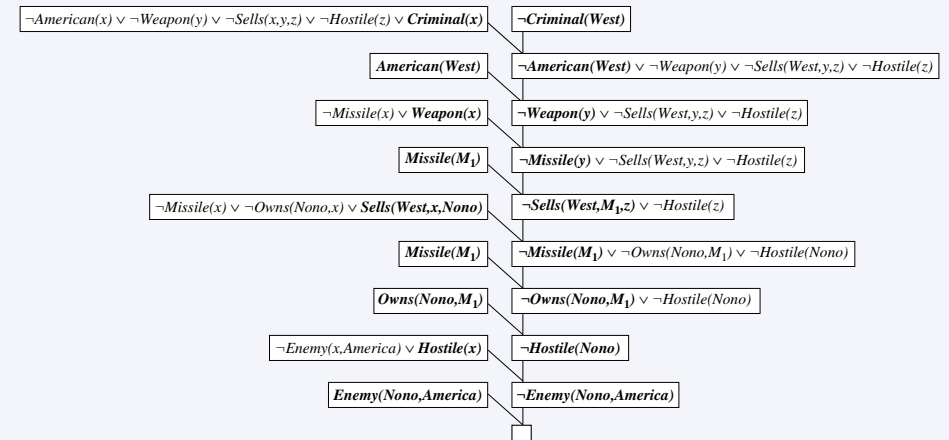 ¬American(x) ∨ ¬Weapon(y) ∨ ¬Sells(x,y,z) ∨ ¬Hostile(z) ∨ Criminal(x) ¬Criminal(West)
American(West) ¬American(West) ∨ ¬Weapon(y) ∨ ¬Sells(West,y,z) ∨ ¬Hostile(z)
¬Missile(x) ∨ Weapon(x) ¬Weapon(y) ∨ ¬Sells(West,y,z) ∨ ¬Hostile(z)
Missile(M₁) ¬Missile(y) ∨ ¬Sells(West,y,z) ∨ ¬Hostile(z)
¬Missile(x) ∨ ¬Owns(Nono,x) ∨ Sells(West,x,Nono) ¬Sells(West,M₁,z) ∨ ¬Hostile(z)
Missile(M₁) ¬Missile(M₁) ∨ ¬Owns(Nono,M₁) ∨ ¬Hostile(Nono)
Owns(Nono,M₁) ¬Owns(Nono,M₁) ∨ ¬Hostile(Nono)
¬Enemy(x,America) ∨ Hostile(x) ¬Hostile(Nono)
Enemy(Nono,America) ¬Enemy(Nono,America)